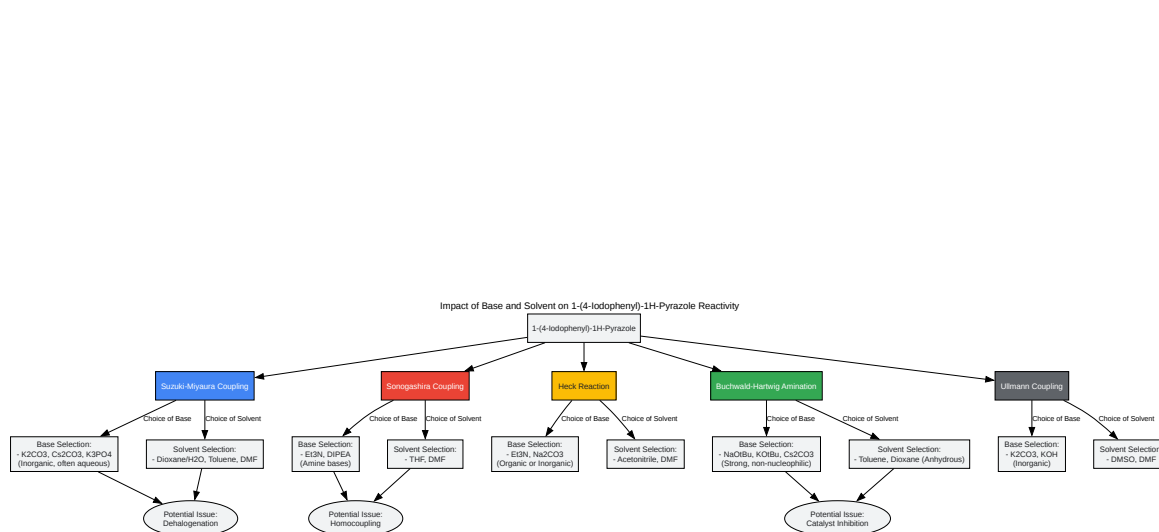 Impact of Base and Solvent on 1-(4-Iodophenyl)-1H-Pyrazole Reactivity
1-(4-Iodophenyl)-1H-Pyrazole
Suzuki-Miyaura Coupling
Sonogashira Coupling
Heck Reaction
Buchwald-Hartwig Amination
Ullmann Coupling
Choice of Base
Choice of Solvent
Choice of Base
Choice of Solvent
Choice of Base
Choice of Solvent
Choice of Base
Choice of Solvent
Choice of Base
Choice of Solvent
Base Selection:
- K2CO3, Cs2CO3, K3PO4
(Inorganic, often aqueous)
Solvent Selection:
- Dioxane/H2O, Toluene, DMF
Base Selection:
- Et3N, DIPEA
(Amine bases)
Solvent Selection:
- THF, DMF
Base Selection:
- Et3N, Na2CO3
(Organic or Inorganic)
Solvent Selection:
- Acetonitrile, DMF
Base Selection:
- NaOtBu, KOtBu, Cs2CO3
(Strong, non-nucleophilic)
Solvent Selection:
- Toluene, Dioxane (Anhydrous)
Base Selection:
- K2CO3, KOH
(Inorganic)
Solvent Selection:
- DMSO, DMF
Potential Issue:
Dehalogenation
Potential Issue:
Homocoupling
Potential Issue:
Catalyst Inhibition